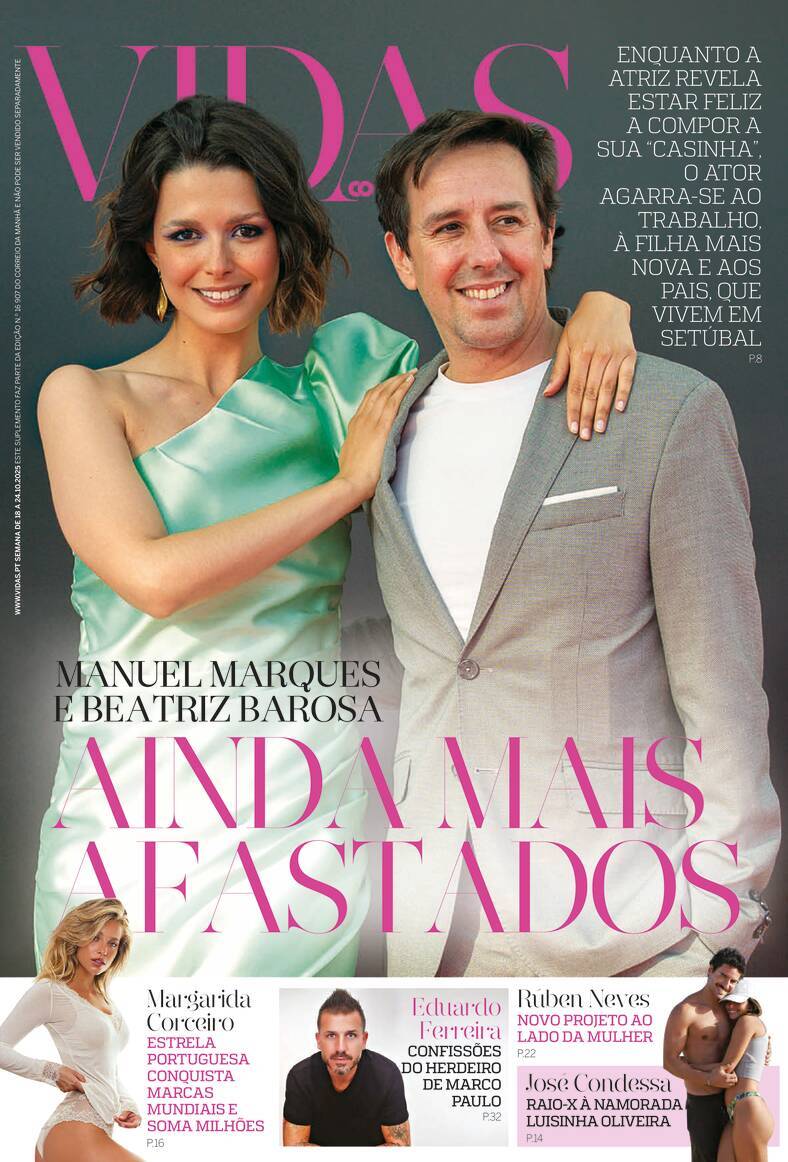 VIDAS
CO
ENQUANTO A
ATRIZ REVELA
ESTAR FELIZ
A COMPOR A
SUA “CASINHA”,
O ATOR
AGARRA-SE AO
TRABALHO,
À FILHA MAIS
NOVA E AOS
PAIS, QUE
VIVEM EM
SETÚBAL
P.8
WWW.VIDAS.PT SEMANA DE 18 A 24.10.2025 ESTE SUPLEMENTO FAZ PARTE DA EDIÇÃO N.º 16 907 DO CORREIO DA MANHÃ E NÃO PODE SER VENDIDO SEPARADAMENTE
MANUEL MARQUES
E BEATRIZ BAROSA
AINDA MAIS
AFASTADOS
Margarida
Corceiro
ESTRELA
PORTUGUESA
CONQUISTA
MARCAS
MUNDIAIS E
SOMA MILHÕES
P.16
Eduardo
Ferreira
CONFISSÕES
DO HERDEIRO
DE MARCO
PAULO
P.32
Rúben Neves
NOVO PROJETO AO
LADO DA MULHER
P.22
José Condessa
RAIO-X À NAMORADA
LUISINHA OLIVEIRA
P.14